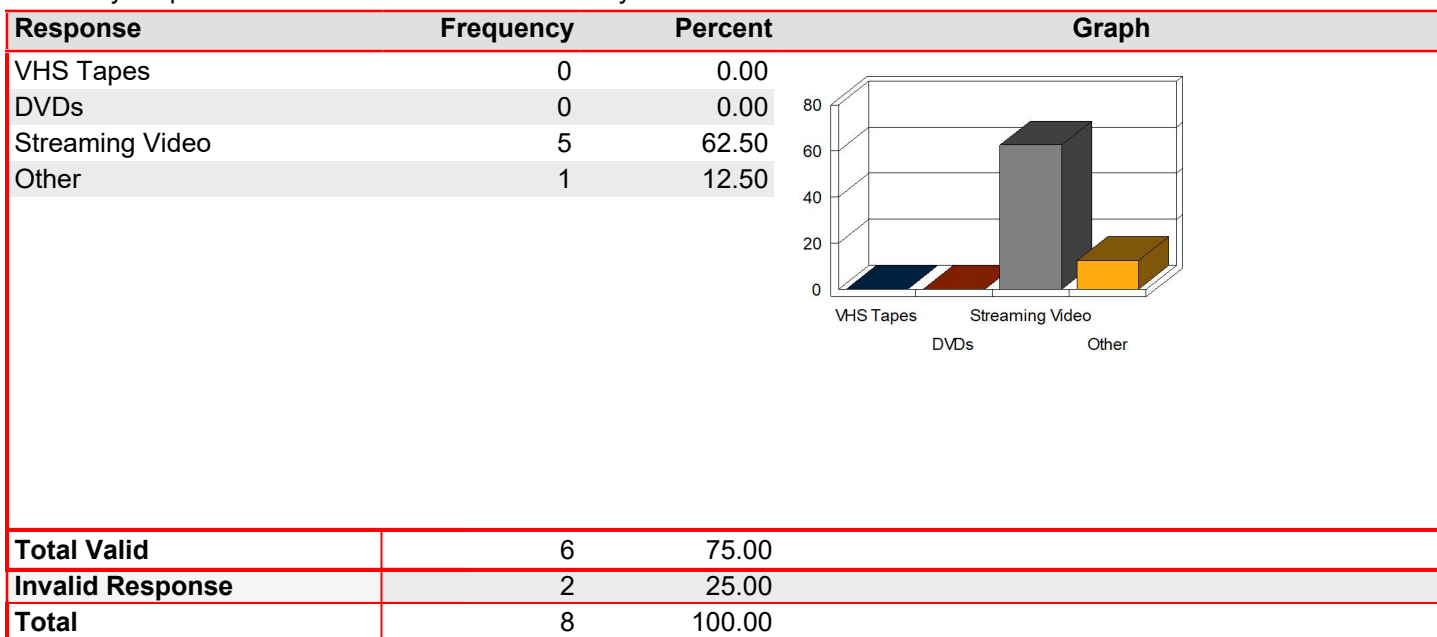 Response Frequency Percent Graph
VHS Tapes 0 0.00
DVDs 0 0.00
Streaming Video 5 62.50
Other 1 12.50
80
60
40
20
0
VHS Tapes Streaming Video
DVDs Other
Total Valid 6 75.00
Invalid Response 2 25.00
Total 8 100.00